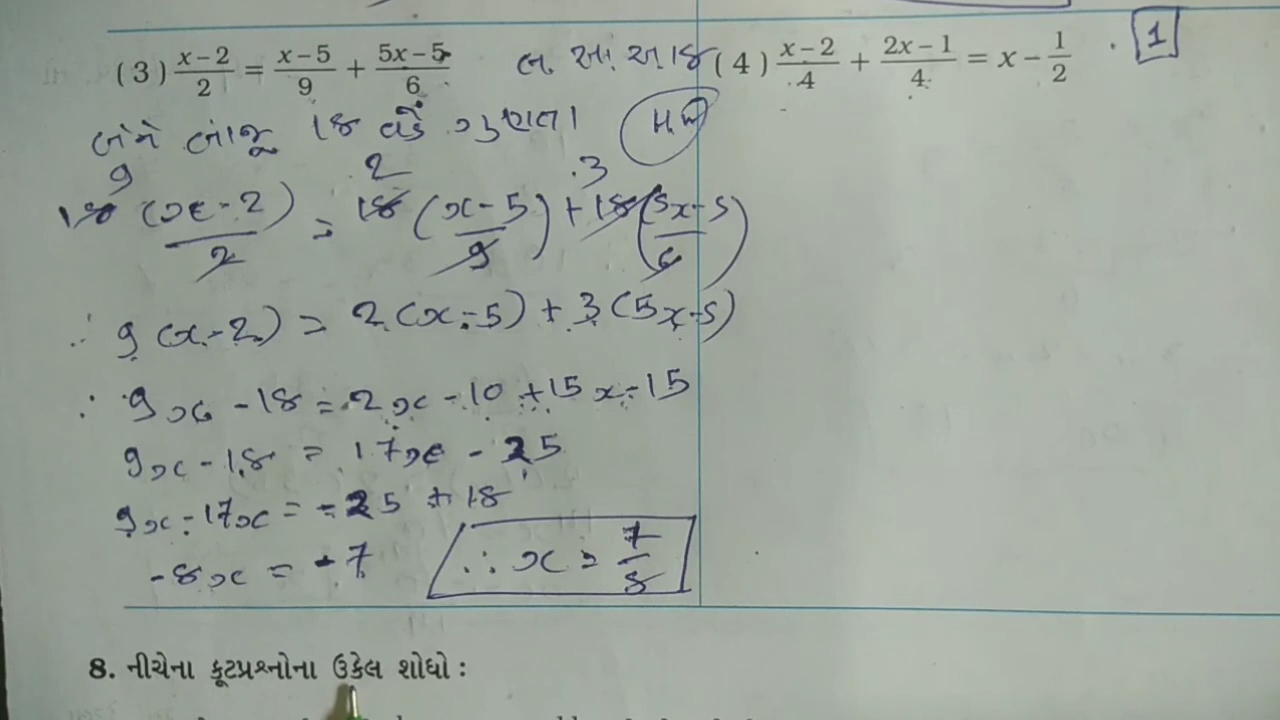 (3) x-2/2 = x-5/9 + 5x-5/6 લ. સા. અ. 18
બંને બાજુ 18 વડે ગુણતા
9 2 3
18 (x-2)/2 = 18 (x-5)/9 + 18 (5x-5)/6
∴ 9 (x-2) = 2 (x-5) + 3 (5x-5)
∴ 9x - 18 = 2x - 10 + 15x - 15
9x - 18 = 17x - 25
9x - 17x = - 25 + 18
-8x = -7 ∴ x = 7/8
(4) x-2/4 + 2x-1/4 = x - 1/2 . 1
8. નીચેના કૂટપ્રશ્નોના ઉકેલ શોધો :